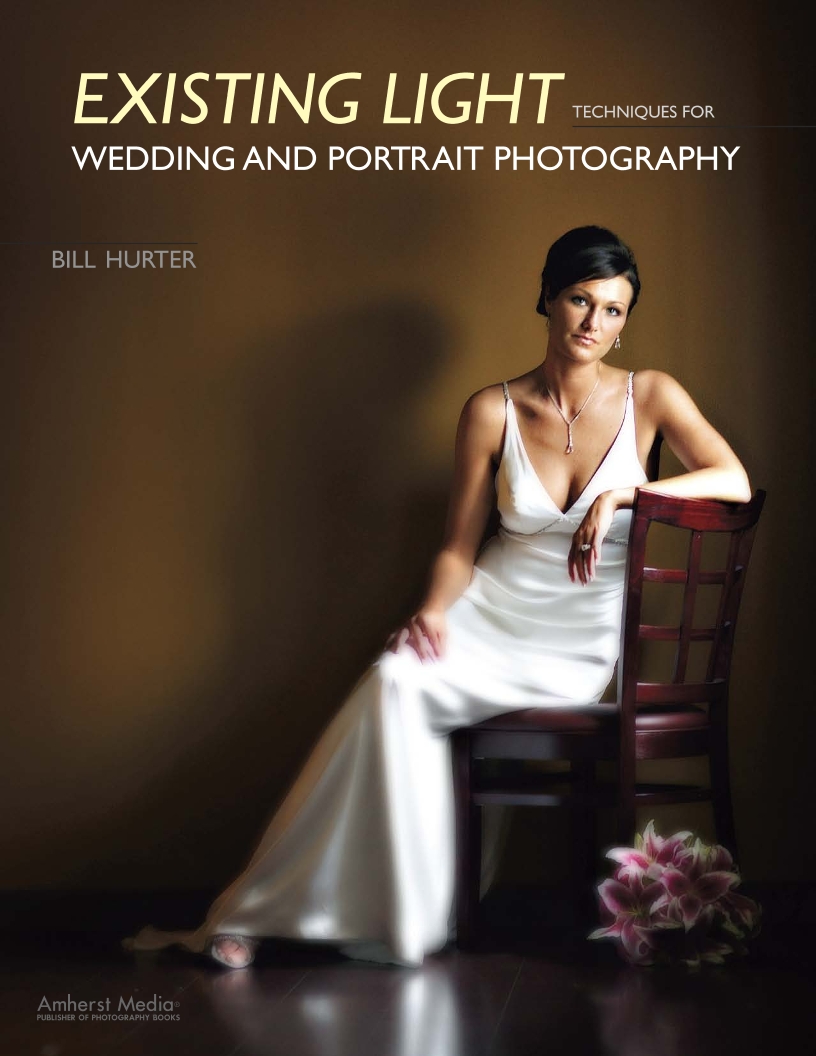 EXISTING LIGHT TECHNIQUES FOR
WEDDING AND PORTRAIT PHOTOGRAPHY
BILL HURTER
Amherst Media®
PUBLISHER OF PHOTOGRAPHY BOOKS